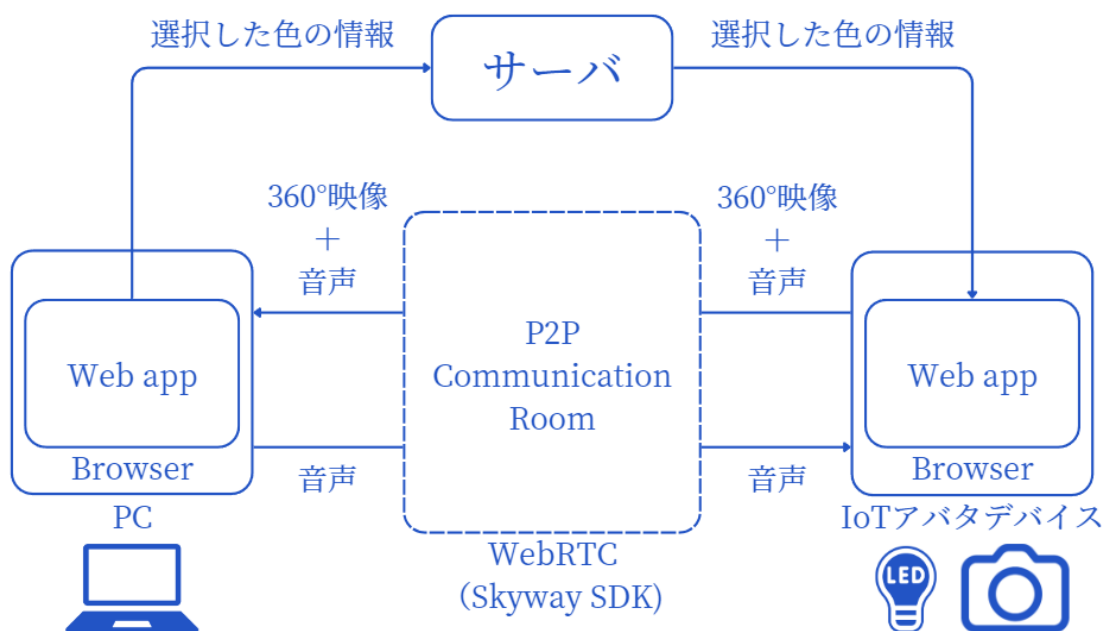 選択した色の情報
サーバ
選択した色の情報
360°映像
＋
音声
360°映像
＋
音声
P2P
Communication
Room
Web app
Browser
PC
音声
音声
Web app
Browser
IoTアバタデバイス
WebRTC
（Skyway SDK）
LED